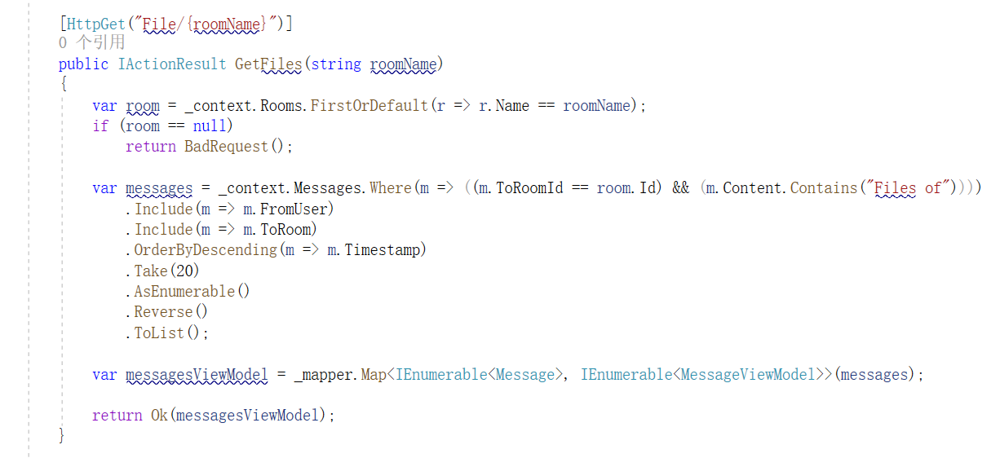 [HttpGet("File/{roomName}")]
0 个引用
public IActionResult GetFiles(string roomName)
{
var room = _context.Rooms.FirstOrDefault(r => r.Name == roomName);
if (room == null)
return BadRequest();
var messages = _context.Messages.Where(m => ((m.ToRoomId == room.Id) && (m.Content.Contains("Files of"))))
.Include(m => m.FromUser)
.Include(m => m.ToRoom)
.OrderByDescending(m => m.Timestamp)
.Take(20)
.AsEnumerable()
.Reverse()
.ToList();
var messagesViewModel = _mapper.Map<IEnumerable<Message>, IEnumerable<MessageViewModel>>(messages);
return Ok(messagesViewModel);
}